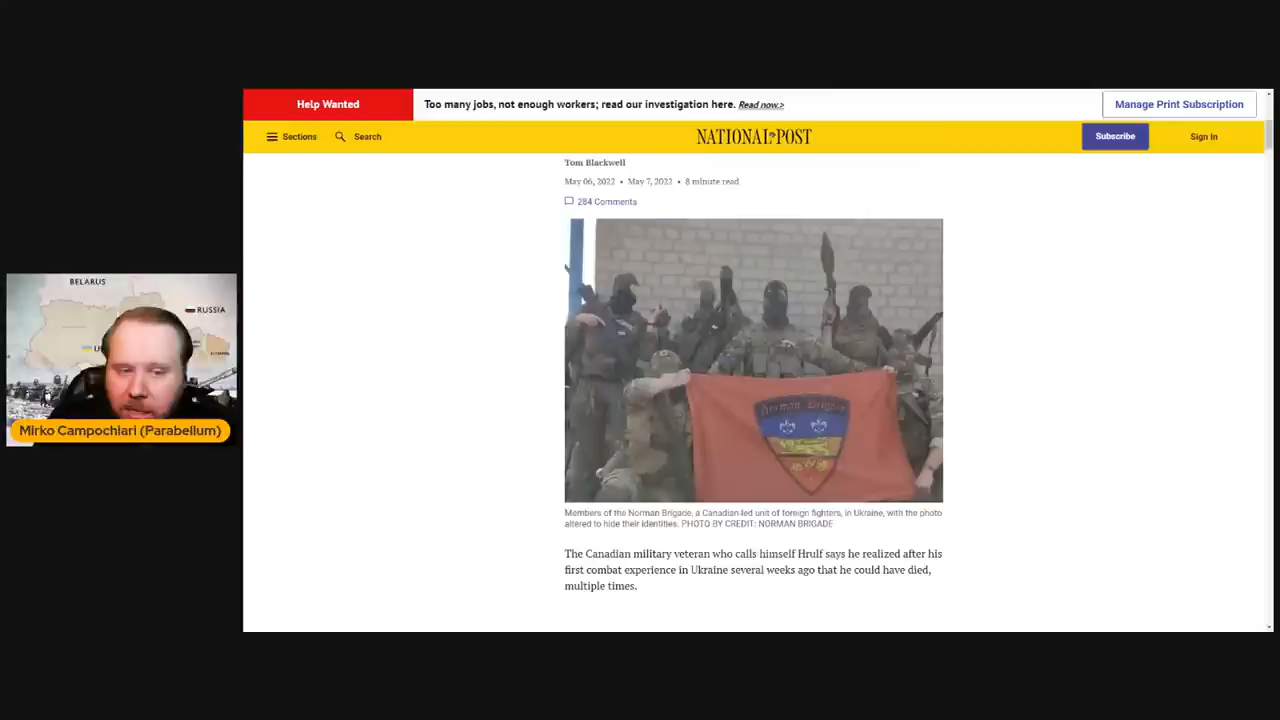 Help Wanted
Too many jobs, not enough workers; read our investigation here. Read now.>
Manage Print Subscription
Sections
Search
NATIONAL POST
Subscribe
Sign In
Tom Blackwell
May 06, 2022 • May 7, 2022 • 8 minute read
284 Comments
Norman Brigade
Members of the Norman Brigade, a Canadian-led unit of foreign fighters, in Ukraine, with the photo
altered to hide their identities. PHOTO BY CREDIT: NORMAN BRIGADE
The Canadian military veteran who calls himself Hrulf says he realized after his
first combat experience in Ukraine several weeks ago that he could have died,
multiple times.
BELARUS
RUSSIA
Mirko Campochiari (Parabellum)